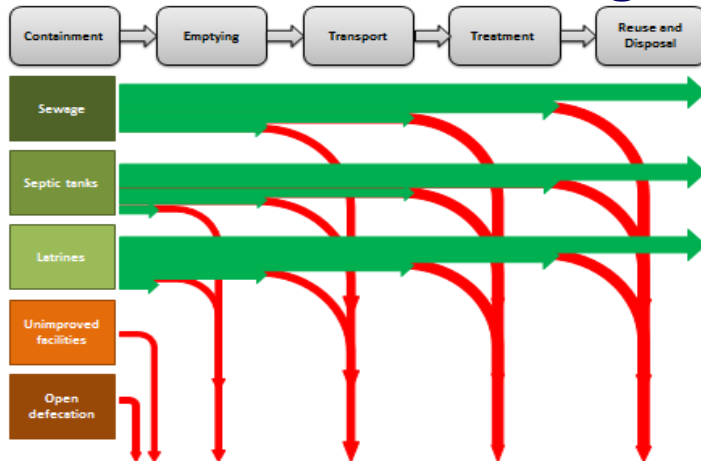 Containment
Emptying
Transport
Treatment
Reuse and
Disposal
Sewage
Septic tanks
Latrines
Unimproved
facilities
Open
defecation